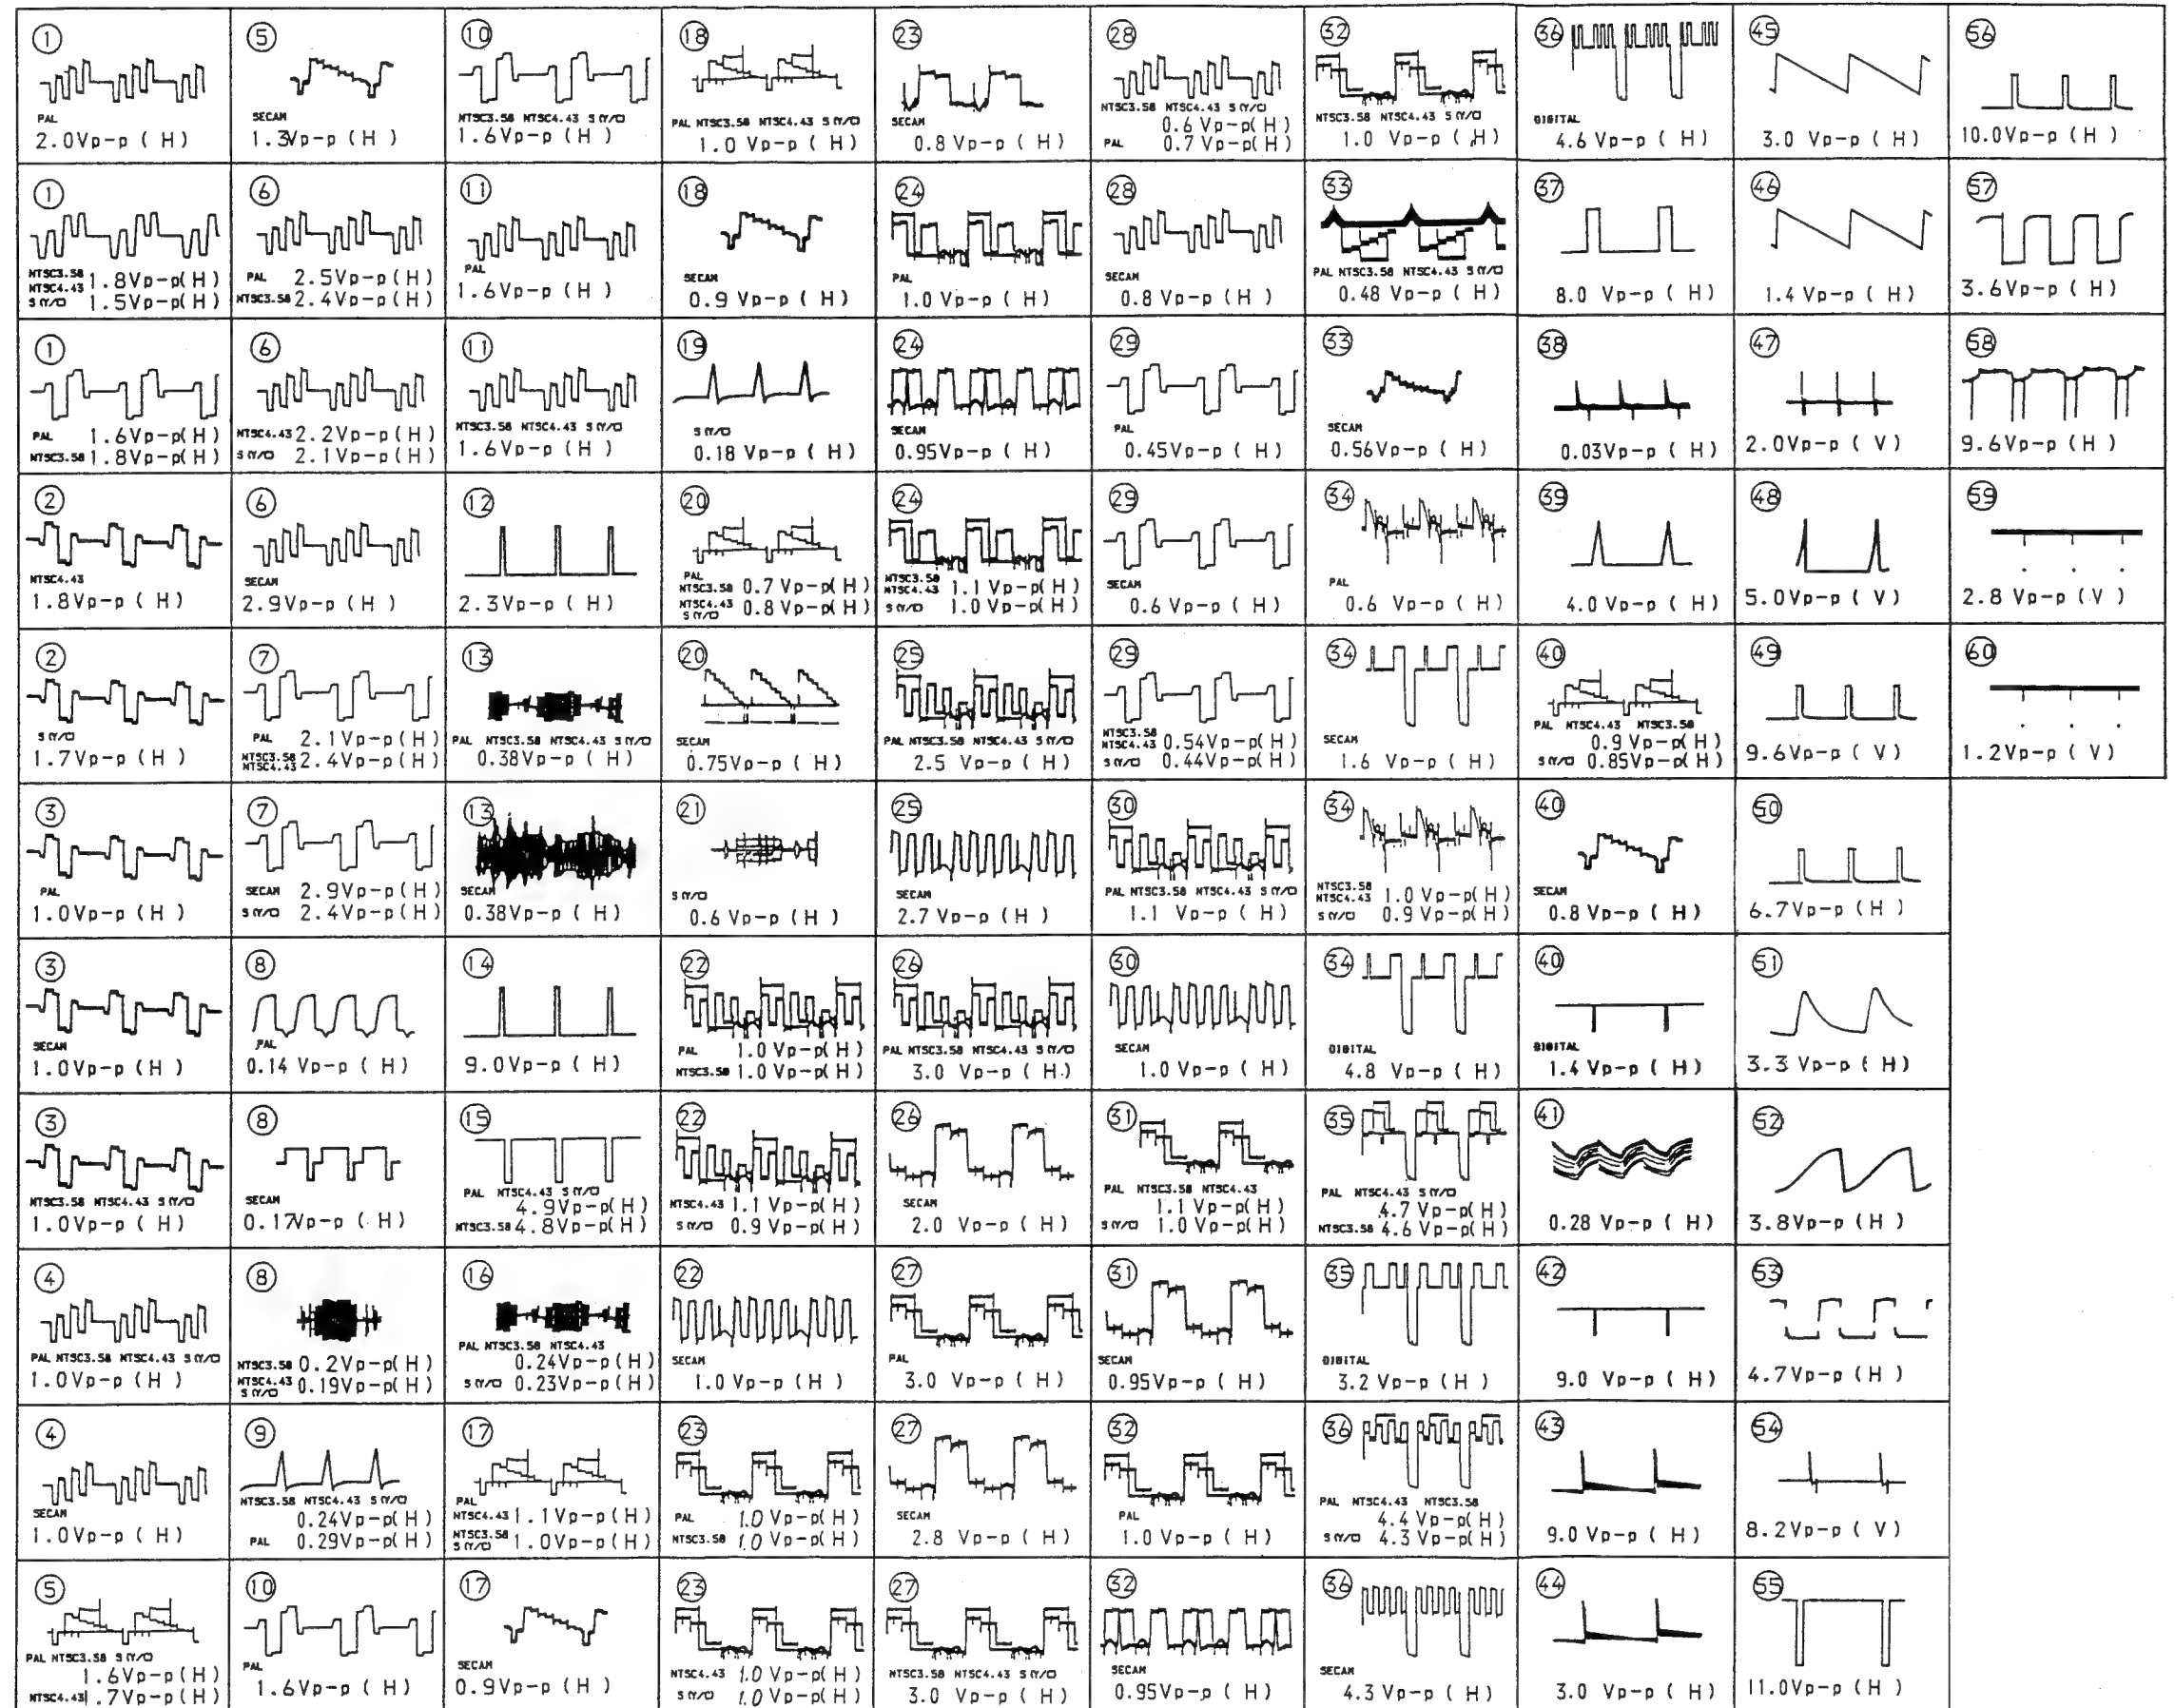 ①
PAL
2.0Vp-p ( H )
①
NTSC3.58
NTSC4.43 1.8Vp-p( H )
S (Y/C) 1.5Vp-p( H )
①
PAL 1.6Vp-p( H )
NTSC3.58 1.8Vp-p( H )
②
NTSC4.43
1.8Vp-p ( H )
②
S (Y/C)
1.7Vp-p ( H )
③
PAL
1.0Vp-p ( H )
③
SECAM
1.0Vp-p ( H )
③
NTSC3.58 NTSC4.43 S (Y/C)
1.0Vp-p ( H )
④
PAL NTSC3.58 NTSC4.43 S (Y/C)
1.0Vp-p ( H )
④
SECAM
1.0Vp-p ( H )
⑤
PAL NTSC3.58 S (Y/C)
1.6Vp-p ( H )
NTSC4.43 1.7Vp-p ( H )
⑤
SECAM
1.3Vp-p ( H )
⑥
PAL 2.5Vp-p ( H )
NTSC3.58 2.4Vp-p ( H )
⑥
NTSC4.43 2.2Vp-p ( H )
S (Y/C) 2.1Vp-p ( H )
⑥
SECAM
2.9Vp-p ( H )
⑦
PAL 2.1Vp-p ( H )
NTSC3.58
NTSC4.43 2.4Vp-p ( H )
⑦
SECAM 2.9Vp-p ( H )
S (Y/C) 2.4Vp-p ( H )
⑧
PAL
0.14 Vp-p ( H )
⑧
SECAM
0.17Vp-p ( H )
⑧
NTSC3.58 0.2Vp-p( H )
NTSC4.43
S (Y/C) 0.19Vp-p( H )
⑨
NTSC3.58 NTSC4.43 S (Y/C)
0.24Vp-p( H )
PAL 0.29Vp-p( H )
⑩
PAL
1.6Vp-p ( H )
⑩
NTSC3.58 NTSC4.43 S (Y/C)
1.6Vp-p ( H )
⑪
PAL
1.6Vp-p ( H )
⑪
NTSC3.58 NTSC4.43 S (Y/C)
1.6Vp-p ( H )
⑫
2.3Vp-p ( H )
⑬
PAL NTSC3.58 NTSC4.43 S (Y/C)
0.38Vp-p ( H )
⑬
SECAM
0.38Vp-p ( H )
⑭
9.0Vp-p ( H )
⑮
PAL NTSC4.43 S (Y/C)
4.9Vp-p( H )
NTSC3.58 4.8Vp-p( H )
⑯
PAL NTSC3.58 NTSC4.43
0.24Vp-p ( H )
S (Y/C) 0.23Vp-p ( H )
⑰
PAL
NTSC4.43 1.1Vp-p ( H )
NTSC3.58
S (Y/C) 1.0Vp-p ( H )
⑰
SECAM
0.9Vp-p ( H )
⑱
PAL NTSC3.58 NTSC4.43 S (Y/C)
1.0 Vp-p ( H )
⑱
SECAM
0.9 Vp-p ( H )
⑲
S (Y/C)
0.18 Vp-p ( H )
⑳
PAL
NTSC3.58 0.7 Vp-p( H )
NTSC4.43 0.8 Vp-p( H )
S (Y/C)
⑳
SECAM
0.75Vp-p ( H )
㉑
S (Y/C)
0.6 Vp-p ( H )
㉒
PAL 1.0 Vp-p( H )
NTSC3.58 1.0 Vp-p( H )
㉒
NTSC4.43 1.1 Vp-p( H )
S (Y/C) 0.9 Vp-p( H )
㉒
SECAM
1.0 Vp-p ( H )
㉓
PAL 1.0 Vp-p( H )
NTSC3.58 1.0 Vp-p( H )
㉓
NTSC4.43 1.0 Vp-p( H )
S (Y/C) 1.0 Vp-p( H )
㉓
SECAM
0.8 Vp-p ( H )
㉔
PAL
1.0 Vp-p ( H )
㉔
SECAM
0.95Vp-p ( H )
㉔
NTSC3.58
NTSC4.43 1.1 Vp-p( H )
S (Y/C) 1.0 Vp-p( H )
㉕
PAL NTSC3.58 NTSC4.43 S (Y/C)
2.5 Vp-p ( H )
㉕
SECAM
2.7 Vp-p ( H )
㉖
PAL NTSC3.58 NTSC4.43 S (Y/C)
3.0 Vp-p ( H )
㉖
SECAM
2.0 Vp-p ( H )
㉗
PAL
3.0 Vp-p ( H )
㉗
SECAM
2.8 Vp-p ( H )
㉗
NTSC3.58 NTSC4.43 S (Y/C)
3.0 Vp-p ( H )
㉘
NTSC3.58 NTSC4.43 S (Y/C)
0.6 Vp-p( H )
PAL 0.7 Vp-p( H )
㉘
SECAM
0.8 Vp-p ( H )
㉙
PAL
0.45Vp-p ( H )
㉙
SECAM
0.6 Vp-p ( H )
㉙
NTSC3.58
NTSC4.43 0.54Vp-p( H )
S (Y/C) 0.44Vp-p( H )
㉚
PAL NTSC3.58 NTSC4.43 S (Y/C)
1.1 Vp-p ( H )
㉚
SECAM
1.0 Vp-p ( H )
㉛
PAL NTSC3.58 NTSC4.43
1.1 Vp-p( H )
S (Y/C) 1.0 Vp-p( H )
㉛
SECAM
0.95Vp-p ( H )
㉜
PAL
1.0 Vp-p ( H )
㉜
SECAM
0.95Vp-p ( H )
㉜
NTSC3.58 NTSC4.43 S (Y/C)
1.0 Vp-p ( H )
㉝
PAL NTSC3.58 NTSC4.43 S (Y/C)
0.48 Vp-p ( H )
㉝
SECAM
0.56Vp-p ( H )
㉞
PAL
0.6 Vp-p ( H )
㉞
SECAM
1.6 Vp-p ( H )
㉞
NTSC3.58
NTSC4.43 1.0 Vp-p( H )
S (Y/C) 0.9 Vp-p( H )
㉞
DIGITAL
4.8 Vp-p ( H )
㉟
PAL NTSC4.43 S (Y/C)
4.7 Vp-p( H )
NTSC3.58 4.6 Vp-p( H )
㉟
DIGITAL
3.2 Vp-p ( H )
㊱
PAL NTSC4.43 NTSC3.58
4.4 Vp-p( H )
S (Y/C) 4.3 Vp-p( H )
㊱
SECAM
4.3 Vp-p ( H )
㊱
DIGITAL
4.6 Vp-p ( H )
㊲
8.0 Vp-p ( H )
㊳
0.03Vp-p ( H )
㊴
4.0 Vp-p ( H )
㊵
PAL NTSC4.43 NTSC3.58
0.9 Vp-p( H )
S (Y/C) 0.85Vp-p( H )
㊵
SECAM
0.8 Vp-p ( H )
㊵
DIGITAL
1.4 Vp-p ( H )
㊶
0.28 Vp-p ( H )
㊷
9.0 Vp-p ( H )
㊸
9.0 Vp-p ( H )
㊹
3.0 Vp-p ( H )
㊺
3.0 Vp-p ( H )
㊻
1.4 Vp-p ( H )
㊼
2.0Vp-p ( V )
㊽
5.0Vp-p ( V )
㊾
9.6Vp-p ( V )
㊿
6.7Vp-p ( H )
51
3.3 Vp-p ( H )
52
3.8Vp-p ( H )
53
4.7Vp-p ( H )
54
8.2Vp-p ( V )
55
11.0Vp-p ( H )
56
10.0Vp-p ( H )
57
3.6Vp-p ( H )
58
9.6Vp-p ( H )
59
2.8 Vp-p ( V )
60
1.2Vp-p ( V )